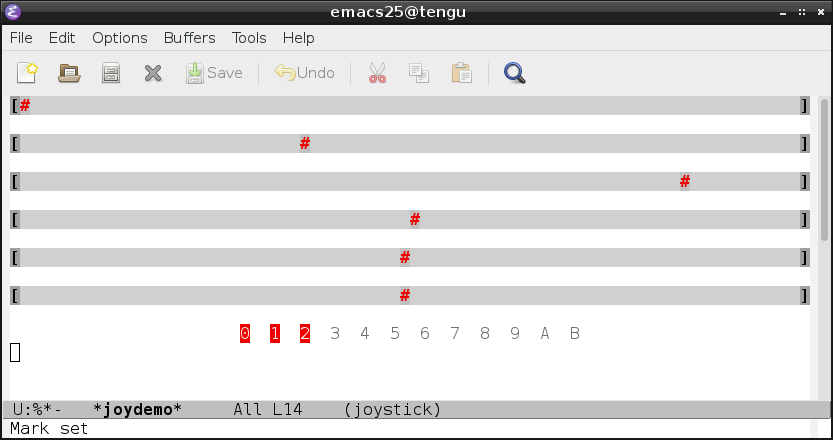 emacs25@tengu
File Edit Options Buffers Tools Help
Save Undo
[# ]
[ # ]
[ # ]
[ # ]
[ # ]
[ # ]
0 1 2 3 4 5 6 7 8 9 A B
U:%*- *joydemo* All L14 (joystick)
Mark set